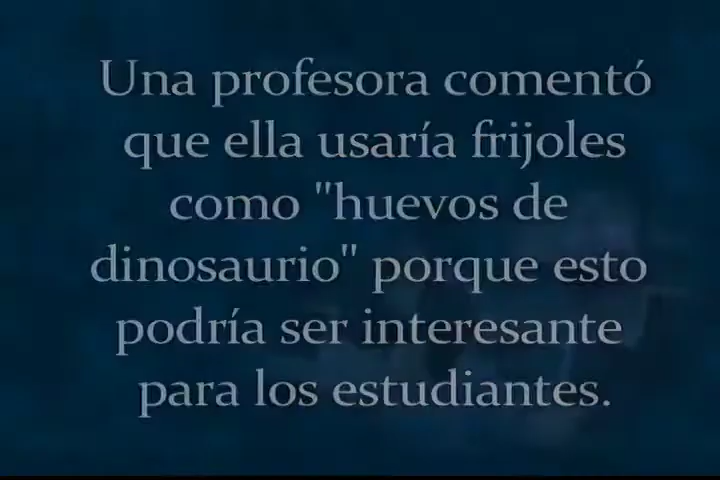 Una profesora comentó
que ella usaría frijoles
como "huevos de
dinosaurio" porque esto
podría ser interesante
para los estudiantes.